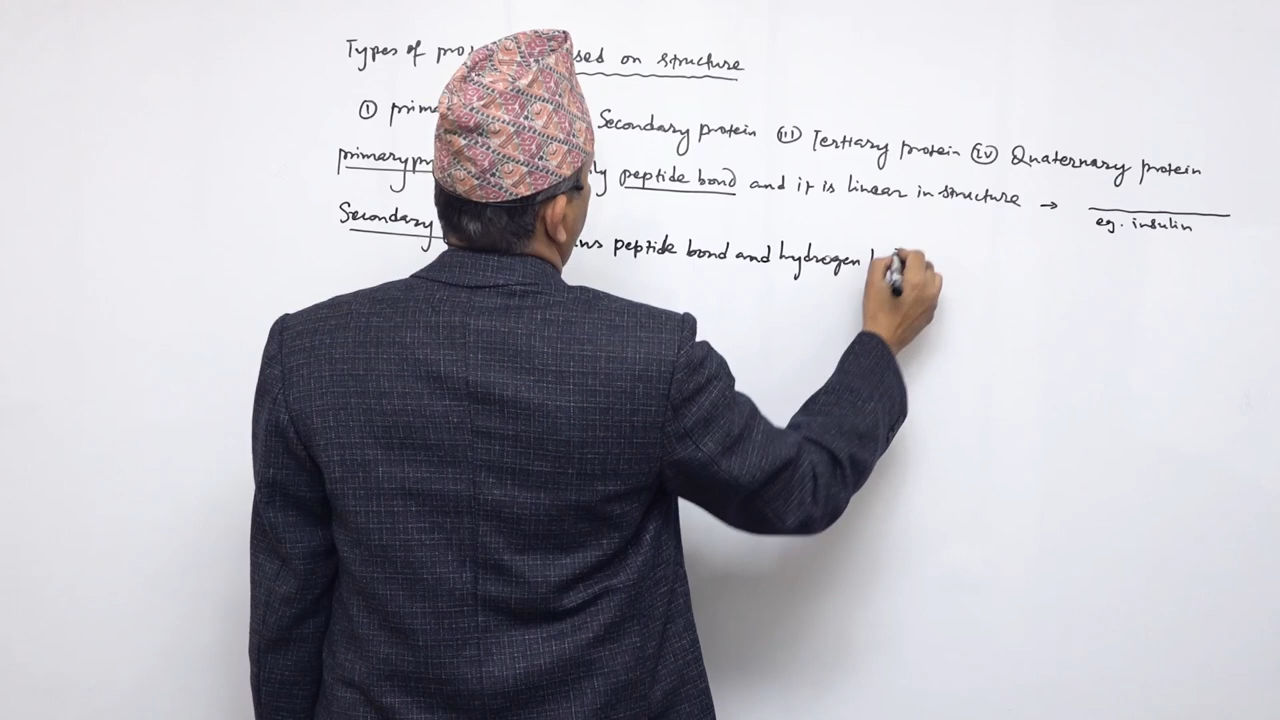 Types of sed on structure
① prim Secondary protein ⅲ Tertiary protein ⅳ Quaternary protein
primary pr ly peptide bond and it is linear in structure →
eg. insulin
Secondary ns peptide bond and hydrogen